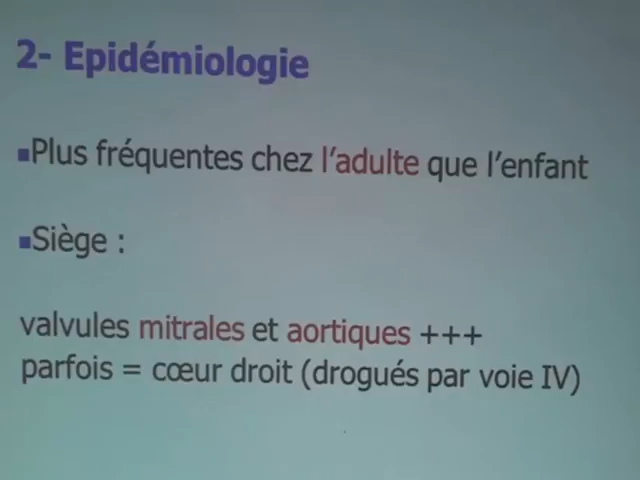 2- Epidémiologie
▪Plus fréquentes chez l'adulte que l'enfant
▪Siège :
valvules mitrales et aortiques +++
parfois = cœur droit (drogués par voie IV)